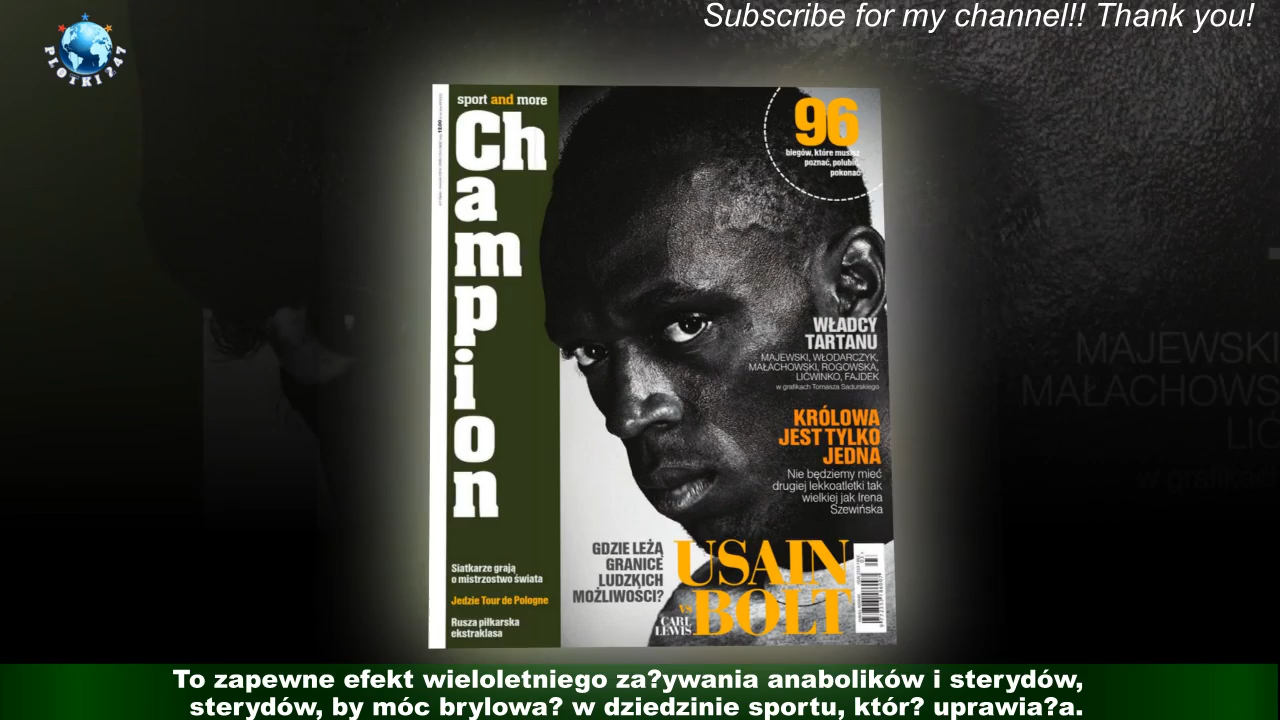 Subscribe for my channel!! Thank you!
PLOTKI 247
sport and more
Champion
96
biegów, które musisz
poznać, polubić,
pokonać
WŁADCY
TARTANU
MAJEWSKI, WŁODARCZYK,
MAŁACHOWSKI, ROGOWSKA,
LIĆWINKO, FAJDEK
w grafikach Tomasza Sadurskiego
KRÓLOWA
JEST TYLKO
JEDNA
Nie będziemy mieć
drugiej lekkoatletki tak
wielkiej jak Irena
Szewińska
GDZIE LEŻĄ
GRANICE
LUDZKICH
MOŻLIWOŚCI?
USAIN
BOLT
vs
CARL
LEWIS
Siatkarze grają
o mistrzostwo świata
Jedzie Tour de Pologne
Rusza piłkarska
ekstraklasa
MAJEWSKI
MAŁACHOWS
LIĆ
w grafikac
To zapewne efekt wieloletniego za?ywania anabolików i sterydów,
sterydów, by móc brylowa? w dziedzinie sportu, któr? uprawia?a.